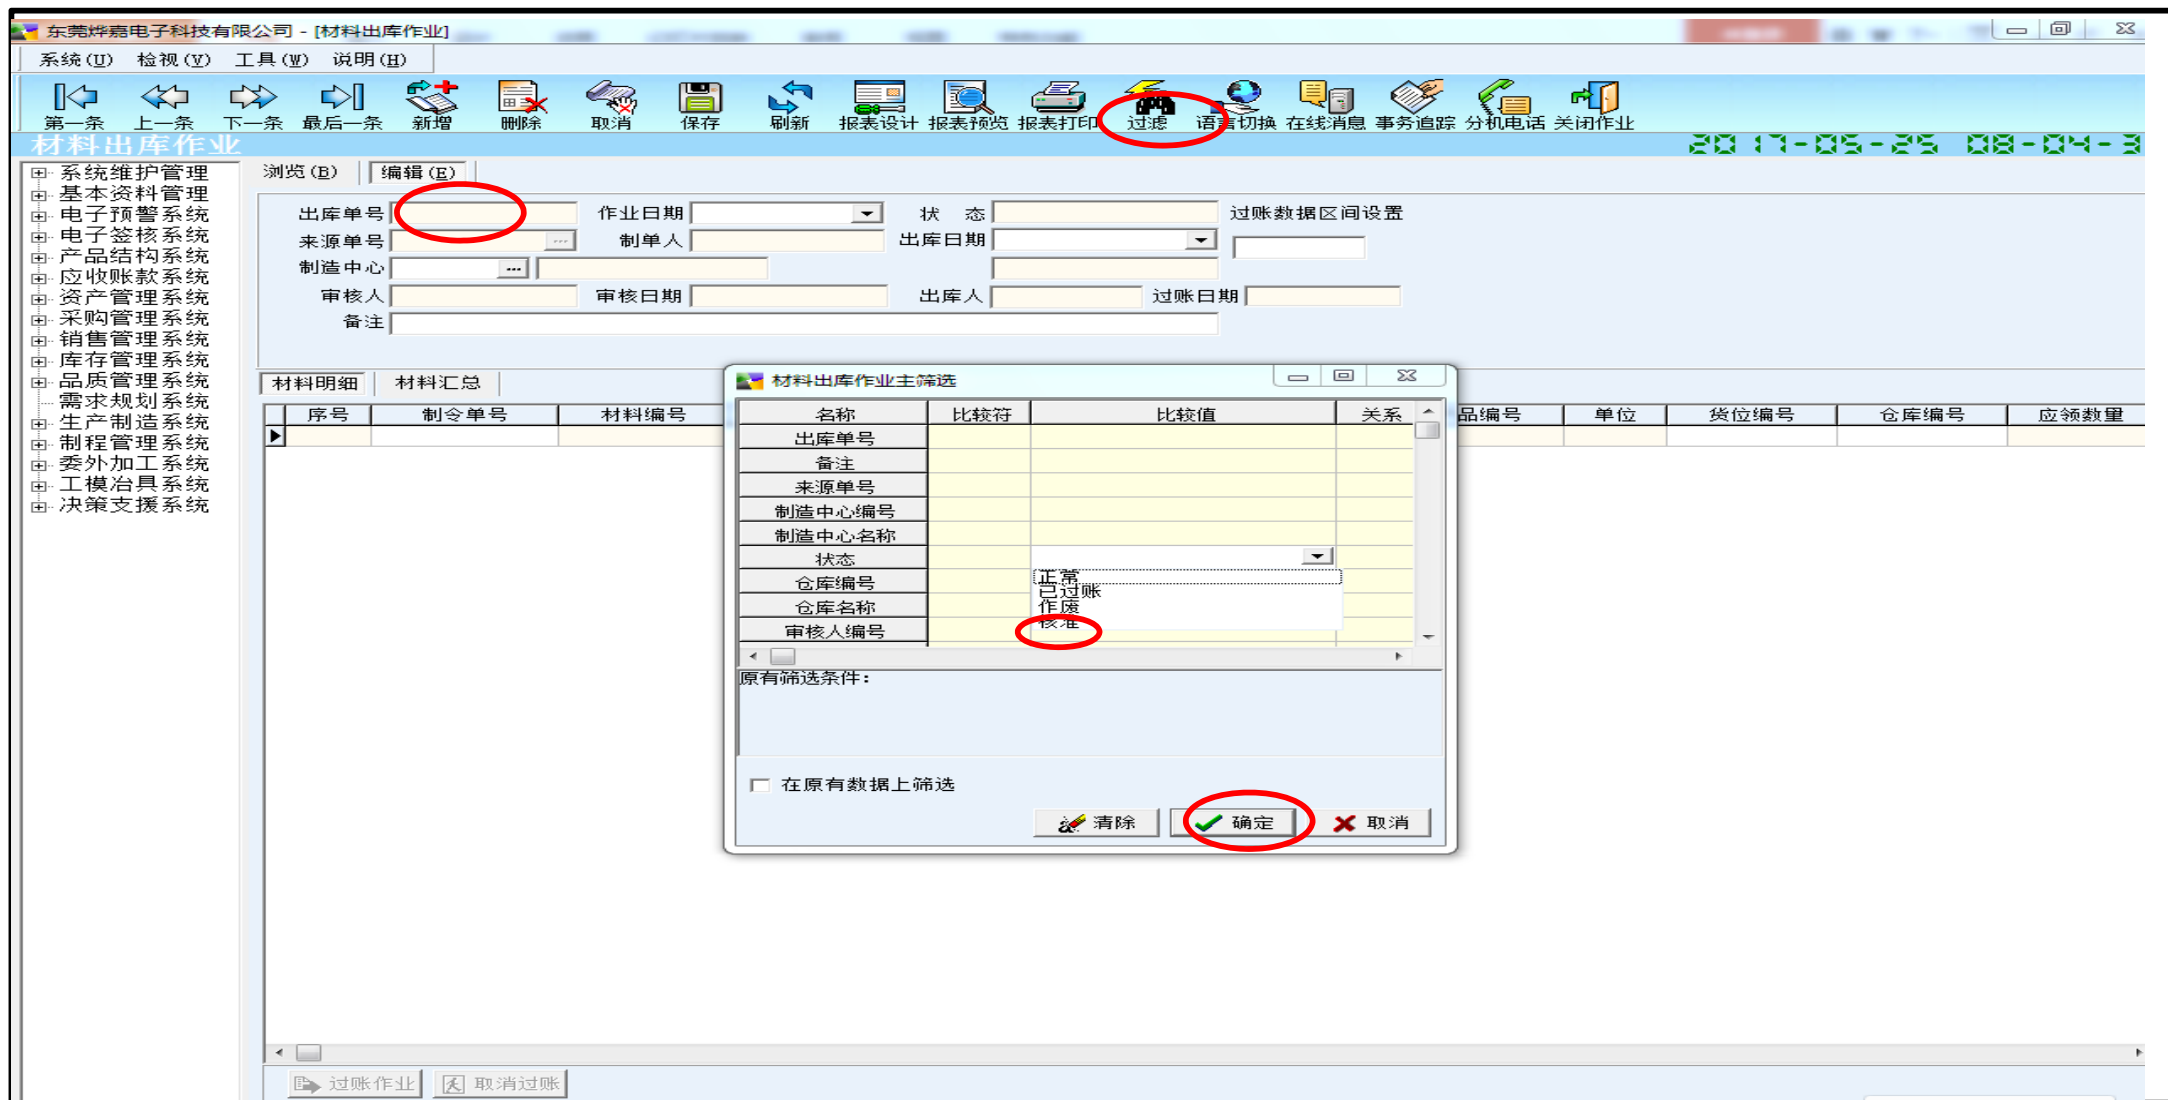 东莞烨嘉电子科技有限公司 - [材料出库作业]
系统(U) 检视(V) 工具(W) 说明(H)
第一条 上一条 下一条 最后一条 新增 删除 取消 保存 刷新 报表设计 报表预览 报表打印 过滤 语言切换 在线消息 事务追踪 分机电话 关闭作业
材料出库作业
2017-05-25 08-04-3
系统维护管理
基本资料管理
电子预警系统
电子签核系统
产品结构系统
应收账款系统
资产管理系统
采购管理系统
销售管理系统
库存管理系统
品质管理系统
需求规划系统
生产制造系统
制程管理系统
委外加工系统
工模冶具系统
决策支援系统
浏览(B) 编辑(E)
出库单号 作业日期 状 态 过账数据区间设置
来源单号 制单人 出库日期
制造中心
审核人 审核日期 出库人 过账日期
备注
材料明细 材料汇总
序号 制令单号 材料编号 品编号 单位 货位编号 仓库编号 应领数量
材料出库作业主筛选
名称 比较符 比较值 关系
出库单号
备注
来源单号
制造中心编号
制造中心名称
状态
仓库编号
仓库名称
审核人编号
正常
已过账
作废
核准
原有筛选条件:
在原有数据上筛选
清除 确定 取消
过账作业 取消过账